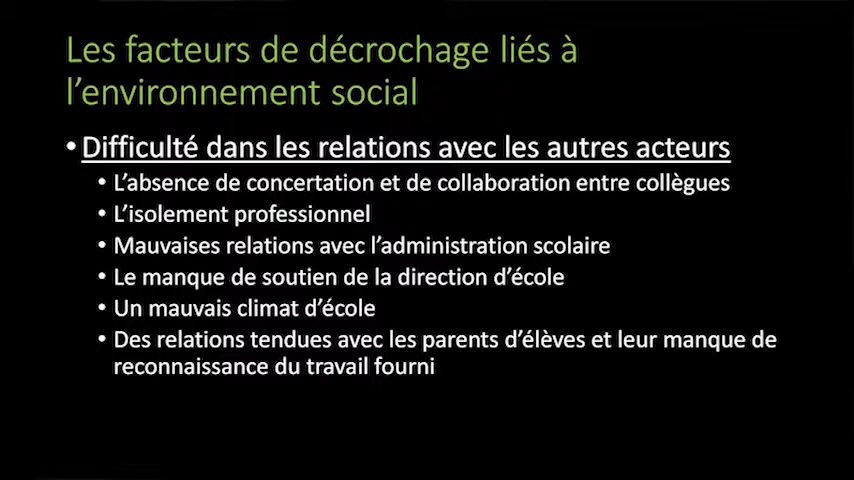 Les facteurs de décrochage liés à
l’environnement social
• Difficulté dans les relations avec les autres acteurs
• L’absence de concertation et de collaboration entre collègues
• L’isolement professionnel
• Mauvaises relations avec l’administration scolaire
• Le manque de soutien de la direction d’école
• Un mauvais climat d’école
• Des relations tendues avec les parents d’élèves et leur manque de
reconnaissance du travail fourni